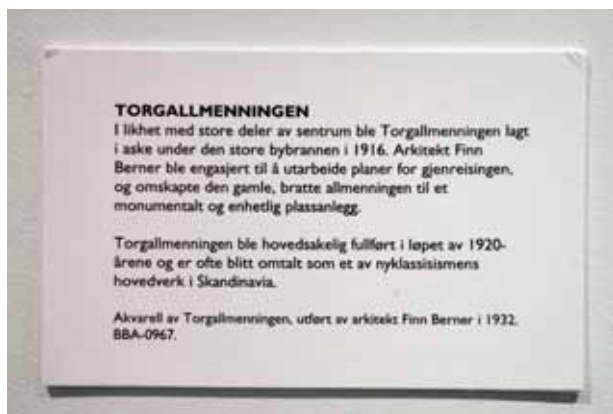 TORGALLMENNINGEN
I likhet med store deler av sentrum ble Torgallmenningen lagt
i aske under den store bybrannen i 1916. Arkitekt Finn
Berner ble engasjert til å utarbeide planer for gjenreisingen,
og omskapte den gamle, bratte allmenningen til et
monumentalt og enhetlig plassanlegg.
Torgallmenningen ble hovedsakelig fullført i løpet av 1920-
årene og er ofte blitt omtalt som et av nyklassisismens
hovedverk i Skandinavia.
Akvarell av Torgallmenningen, utført av arkitekt Finn Berner i 1932.
BBA-0967.